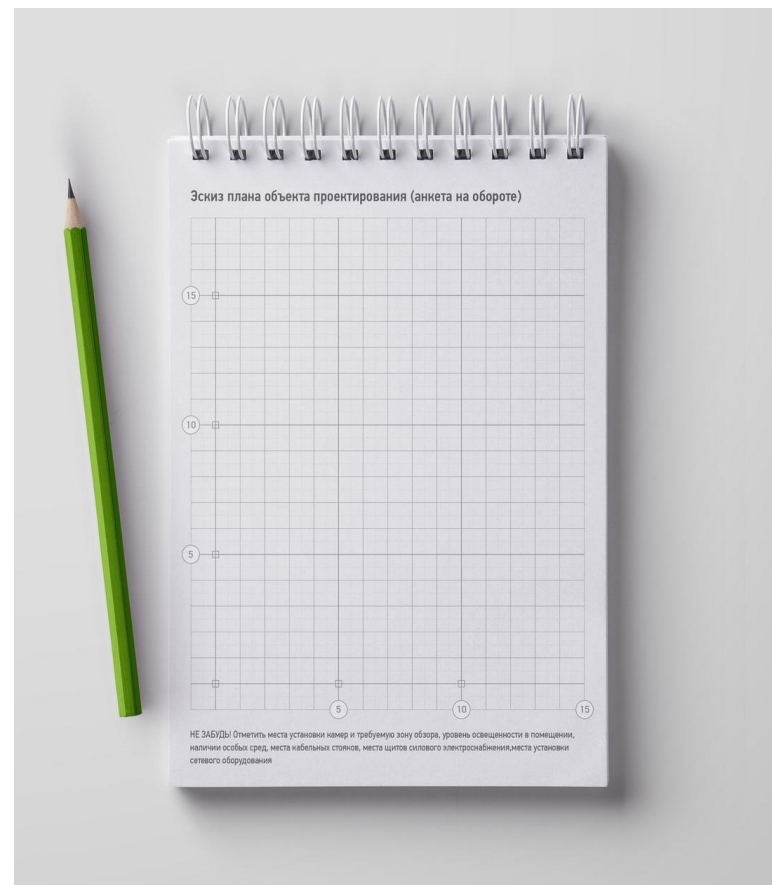 Эскиз плана объекта проектирования (анкета на обороте)
15
10
5
5
10
15
НЕ ЗАБУДЬ! Отметить места установки камер и требуемую зону обзора, уровень освещенности в помещении,
наличии особых сред, места кабельных стояков, места щитов силового электроснабжения,места установки
сетевого оборудования